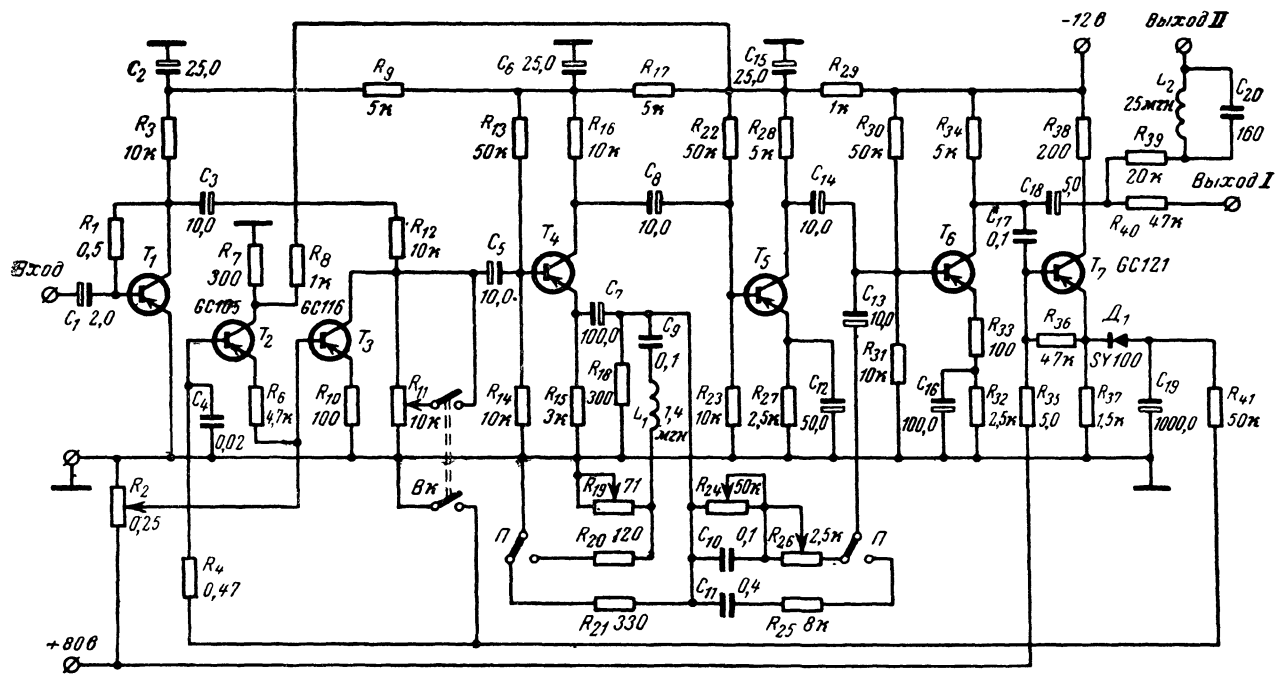 -12 в
Выход II
C2 25,0
R9
5к
C6 25,0
R17
5к
C15
25,0
R29
1к
L2
25мгн
C20
160
R3
10к
R13
50к
R16
10к
R22
50к
R28
5к
R30
50к
R34
5к
R38
200
R39
20к
Выход I
C3
10,0
C8
10,0
C14
10,0
C18 5,0
C17
0,1
R40 47к
R1
0,5
T1
R7
300
R8
1к
R12
10к
C5
10,0
T4
T5
T6
T7 GC121
Вход
C1 2,0
GC105
T2
GC116
T3
C7
100,0
C9
0,1
C13
10,0
R33
100
R36
47к
Д1
SY100
R18
300
L1
1,4
мгн
R31
10к
C4
0,02
R6
4,7к
R10
100
R11
10к
R14
10к
R15
3к
R23
10к
R27
2,5к
C12
50,0
C16
100,0
R32
2,5к
R35
5,0
R37
1,5к
C19
1000,0
R41
50к
R2
0,25
Вк
R19 71
R24 50к
П
R20 120
C10 0,1
R26 2,5к
П
R4
0,47
C11 0,4
R21 330
R25 8к
+80в